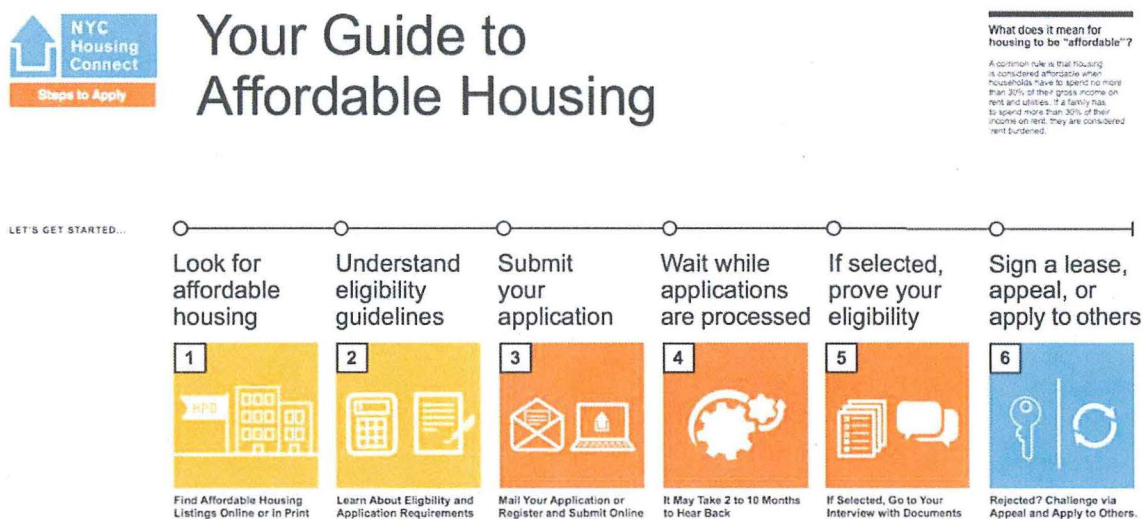 NYC
Housing
Connect
Steps to Apply
Your Guide to
Affordable Housing
What does it mean for
housing to be "affordable"?
A common rule is that housing
is considered affordable when
households have to spend no more
than 30% of their gross income on
rent and utilities. If a family has
to spend more than 30% of their
income on rent, they are considered
rent burdened.
LET'S GET STARTED...
Look for
affordable
housing
1
HPD
Find Affordable Housing
Listings Online or in Print
Understand
eligibility
guidelines
2
Learn About Eligbility and
Application Requirements
Submit
your
application
3
Mail Your Application or
Register and Submit Online
Wait while
applications
are processed
4
It May Take 2 to 10 Months
to Hear Back
If selected,
prove your
eligibility
5
If Selected, Go to Your
Interview with Documents
Sign a lease,
appeal, or
apply to others
6
Rejected? Challenge via
Appeal and Apply to Others.